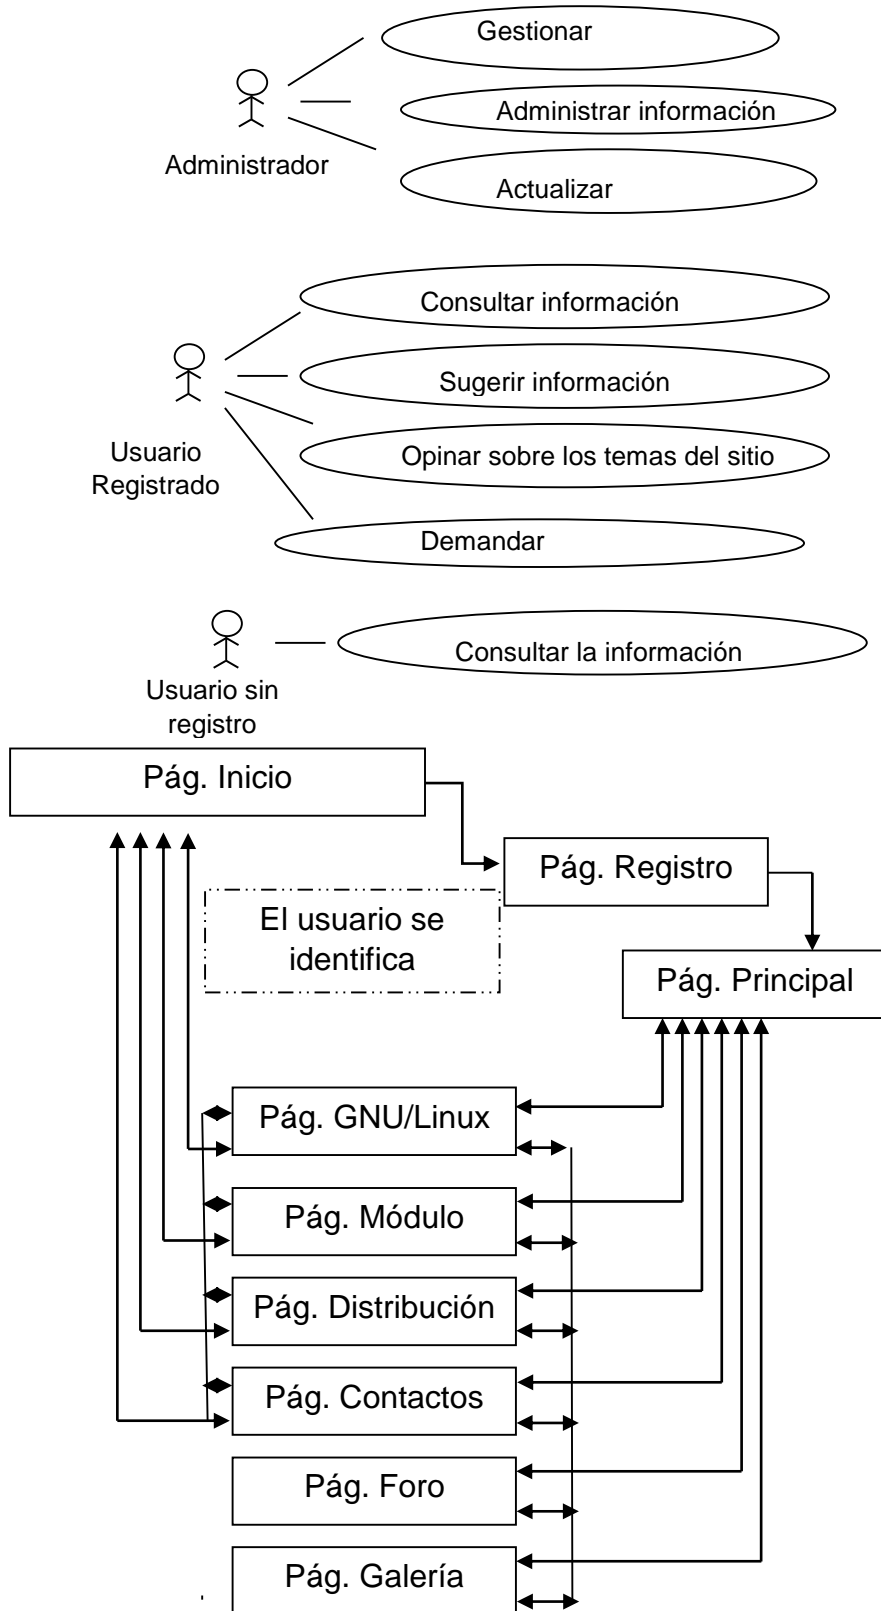 Gestionar
Administrar información
Administrador
Actualizar
Consultar información
Sugerir información
Usuario
Registrado
Opinar sobre los temas del sitio
Demandar
Consultar la información
Usuario sin
registro
Pág. Inicio
Pág. Registro
El usuario se
identifica
Pág. Principal
Pág. GNU/Linux
Pág. Módulo
Pág. Distribución
Pág. Contactos
Pág. Foro
Pág. Galería